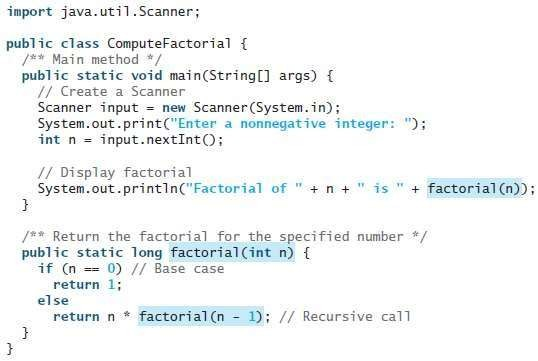 import java.util.Scanner;

public class ComputeFactorial {
  /** Main method */
  public static void main(String[] args) {
    // Create a Scanner
    Scanner input = new Scanner(System.in);
    System.out.print("Enter a nonnegative integer: ");
    int n = input.nextInt();

    // Display factorial
    System.out.println("Factorial of " + n + " is " + factorial(n));
  }

  /** Return the factorial for the specified number */
  public static long factorial(int n) {
    if (n == 0) // Base case
      return 1;
    else
      return n * factorial(n - 1); // Recursive call
  }
}